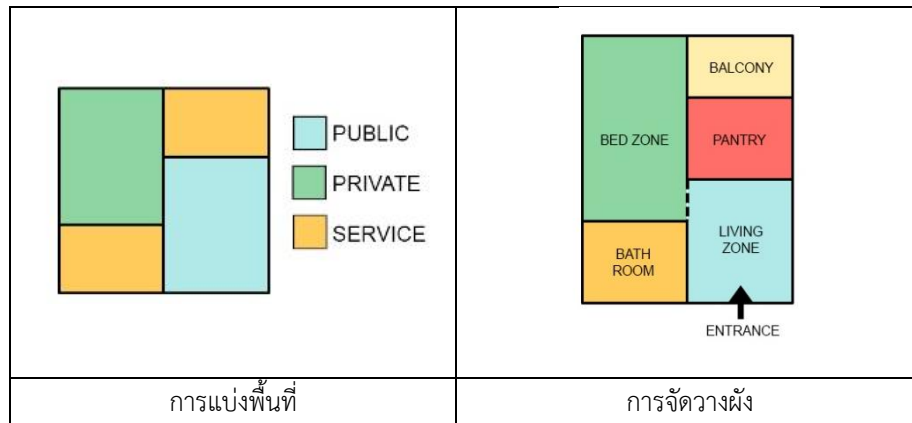 PUBLIC
PRIVATE
SERVICE
การแบ่งพื้นที่
BALCONY
BED ZONE
PANTRY
LIVING
ZONE
BATH
ROOM
ENTRANCE
การจัดวางผัง